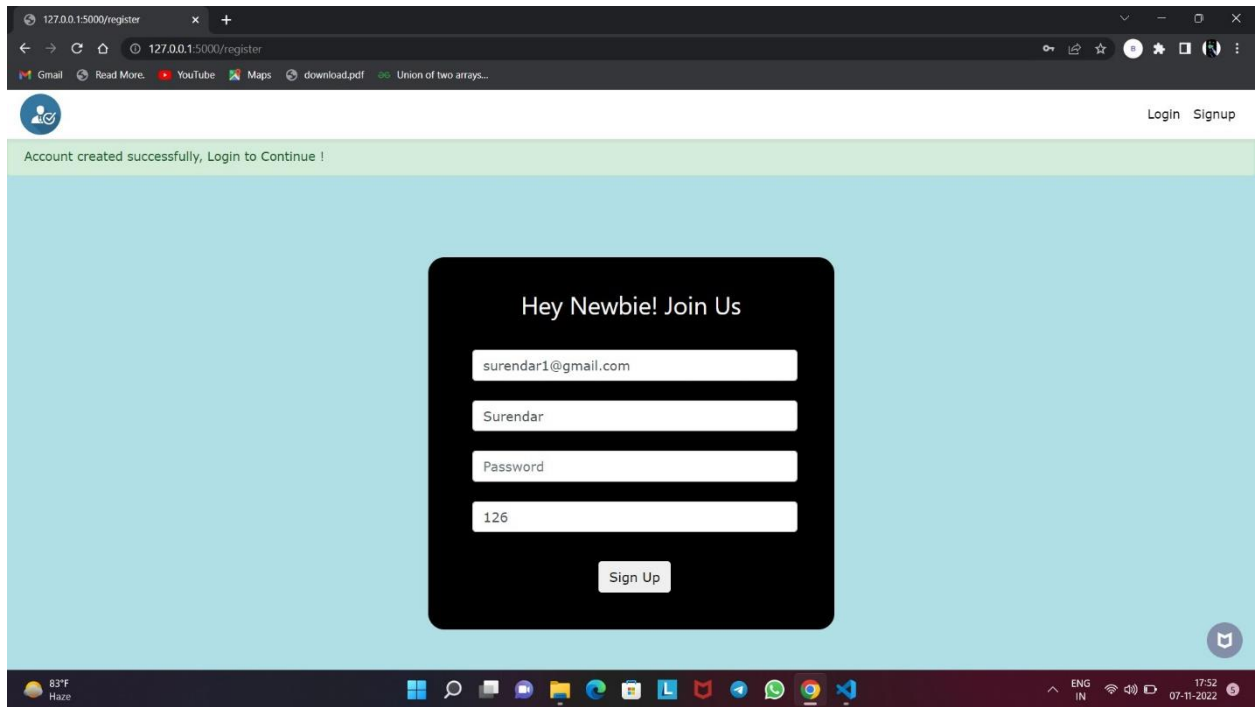 127.0.0.1:5000/register
127.0.0.1:5000/register
Gmail Read More. YouTube Maps download.pdf Union of two arrays...
Login Signup
Account created successfully, Login to Continue !
Hey Newbie! Join Us
surendar1@gmail.com
Surendar
Password
126
Sign Up
83°F
Haze
ENG
IN
17:52
07-11-2022